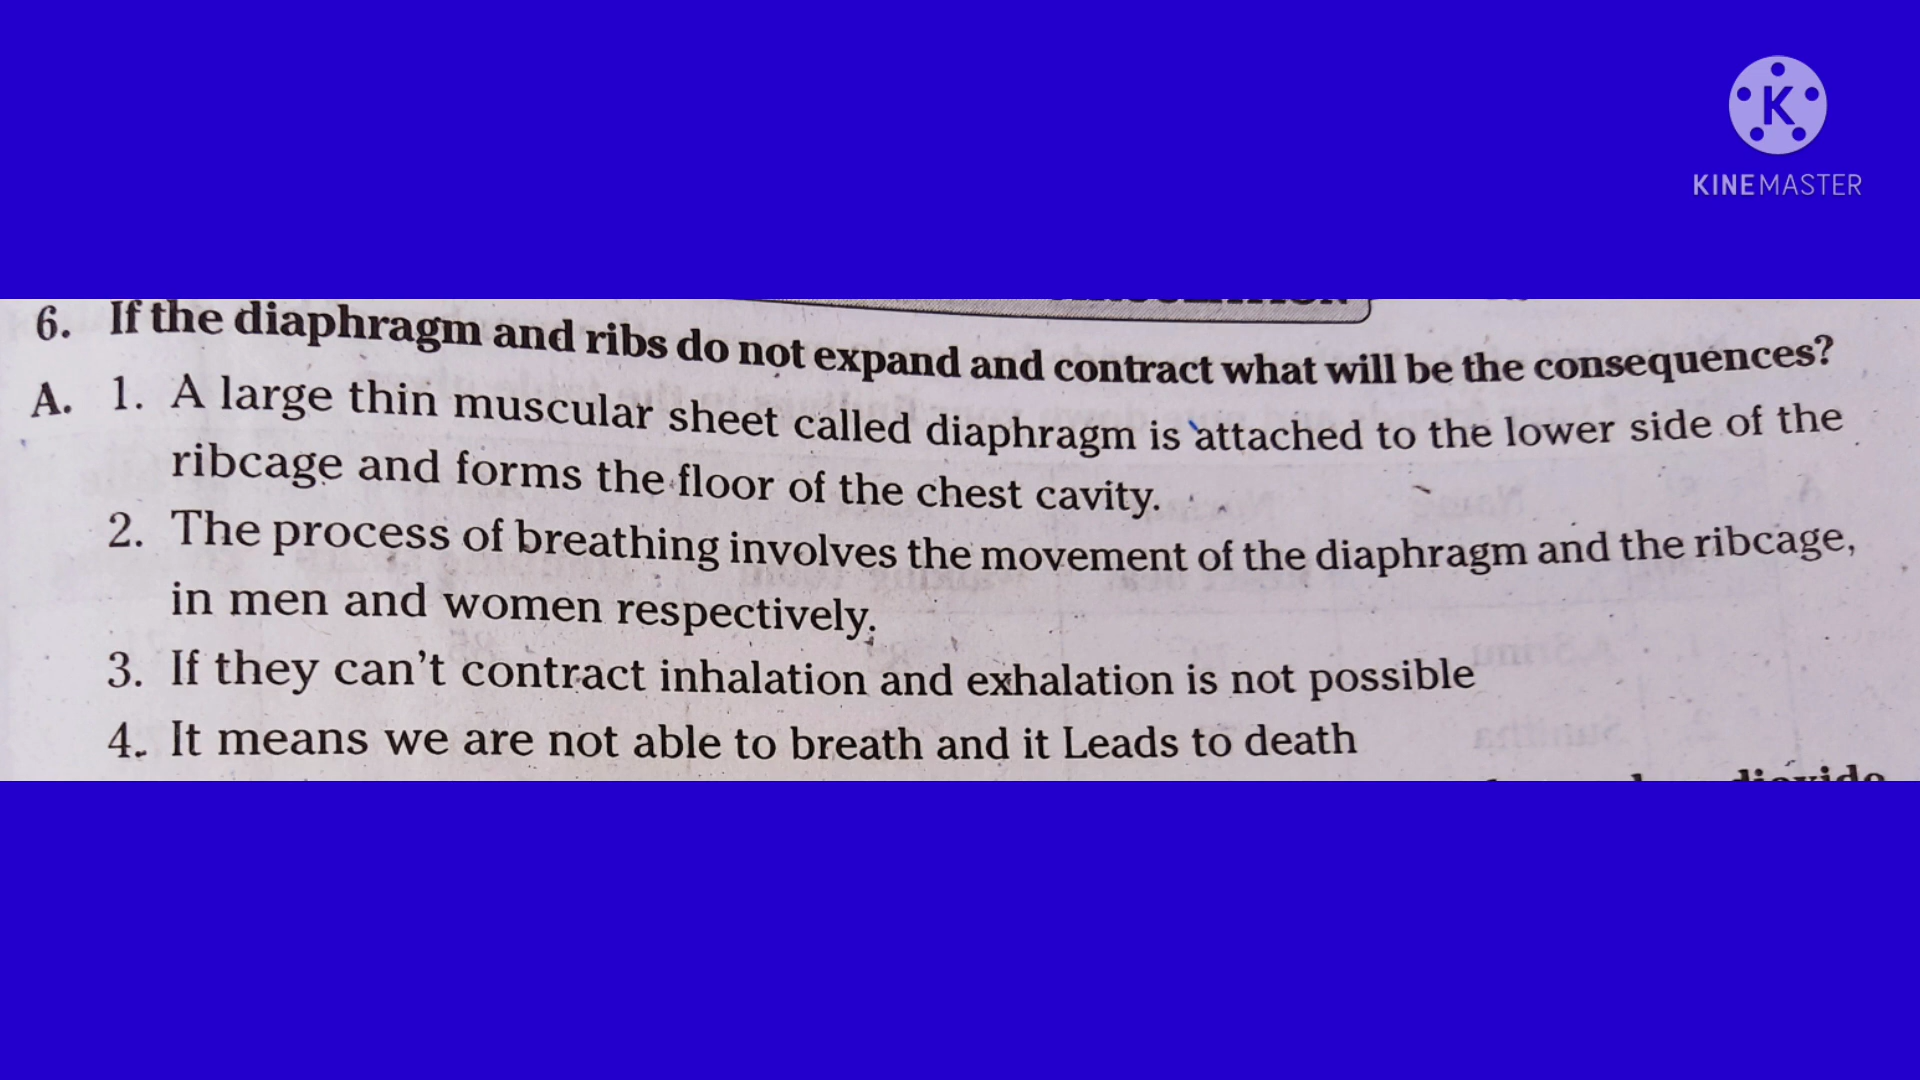 K
KINEMASTER
6. If the diaphragm and ribs do not expand and contract what will be the consequences?
A. 1. A large thin muscular sheet called diaphragm is attached to the lower side of the
ribcage and forms the floor of the chest cavity.
2. The process of breathing involves the movement of the diaphragm and the ribcage,
in men and women respectively.
3. If they can't contract inhalation and exhalation is not possible
4. It means we are not able to breath and it Leads to death